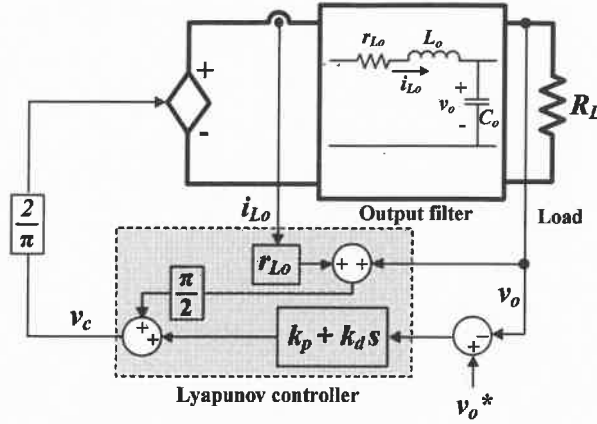 r_Lo
L_o
+
i_Lo
+
v_o
C_o
-
-
R_L
2/π
i_Lo
Output filter
Load
r_Lo
+ +
π/2
v_o
v_c
+
+
k_p + k_d s
-
+
Lyapunov controller
v_o*